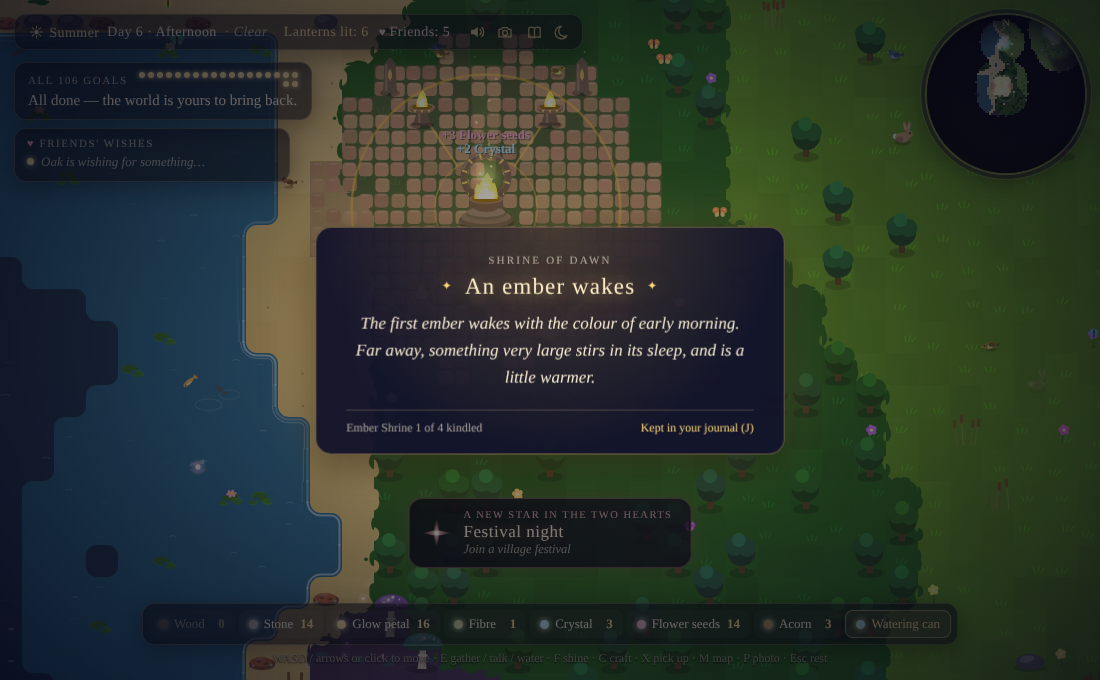 Summer Day 6 · Afternoon · Clear Lanterns lit: 6 ♥ Friends: 5
N
ALL 106 GOALS
All done — the world is yours to bring back.
♥ FRIENDS' WISHES
Oak is wishing for something…
+3 Flower seeds
+2 Crystal
SHRINE OF DAWN
An ember wakes
The first ember wakes with the colour of early morning.
Far away, something very large stirs in its sleep, and is a
little warmer.
Ember Shrine 1 of 4 kindled
Kept in your journal (J)
A NEW STAR IN THE TWO HEARTS
Festival night
Join a village festival
Wood 0 Stone 14 Glow petal 16 Fibre 1 Crystal 3 Flower seeds 14 Acorn 3 Watering can
WASD / arrows or click to move · E gather / talk / water · F shine · C craft · X pick up · M map · P photo · Esc rest